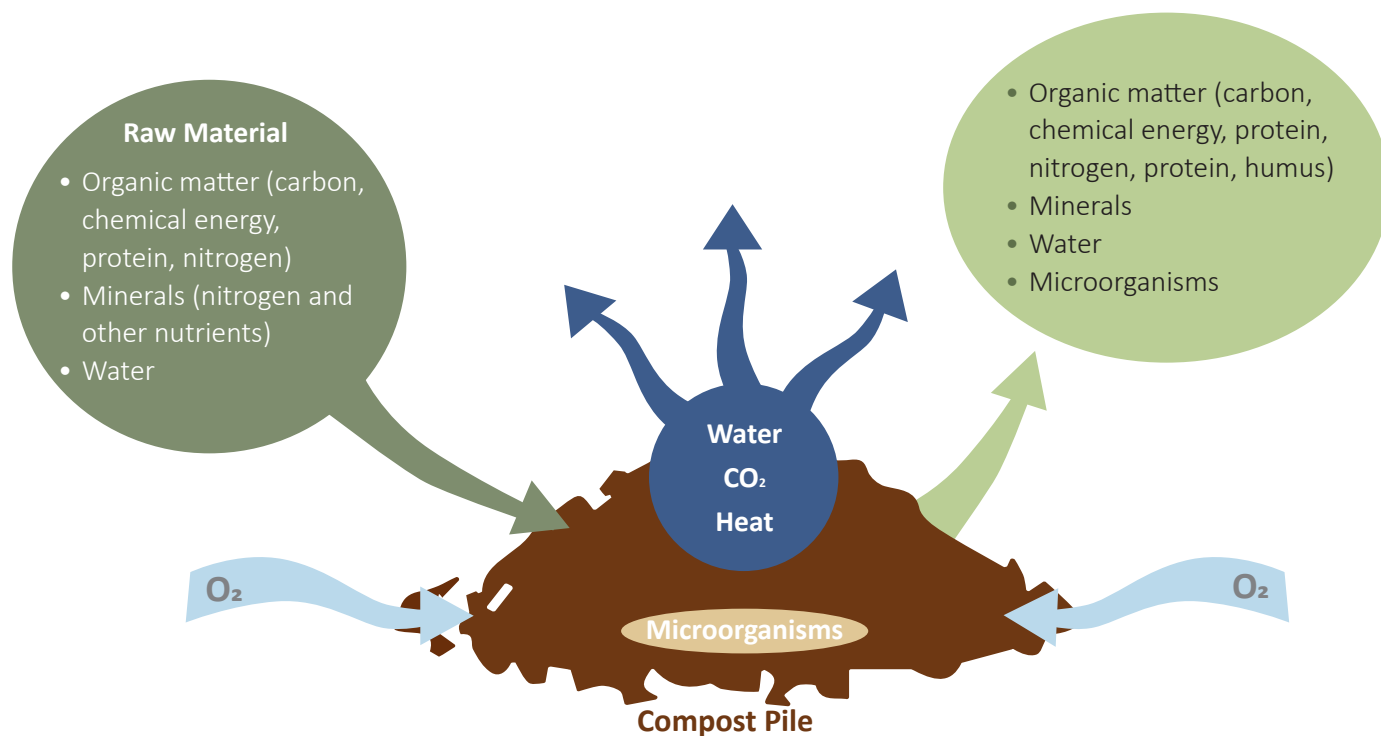 Raw Material
• Organic matter (carbon,
chemical energy,
protein, nitrogen)
• Minerals (nitrogen and
other nutrients)
• Water
• Organic matter (carbon,
chemical energy, protein,
nitrogen, protein, humus)
• Minerals
• Water
• Microorganisms
Water
CO₂
Heat
O₂
O₂
Microorganisms
Compost Pile